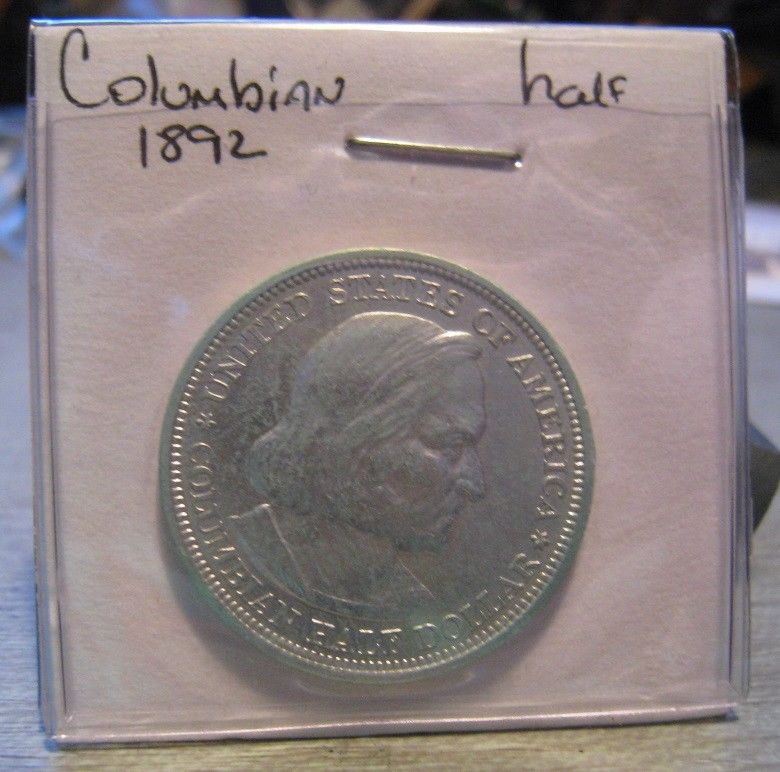 Columbian half
1892
UNITED STATES OF AMERICA
COLUMBIAN HALF DOLLAR